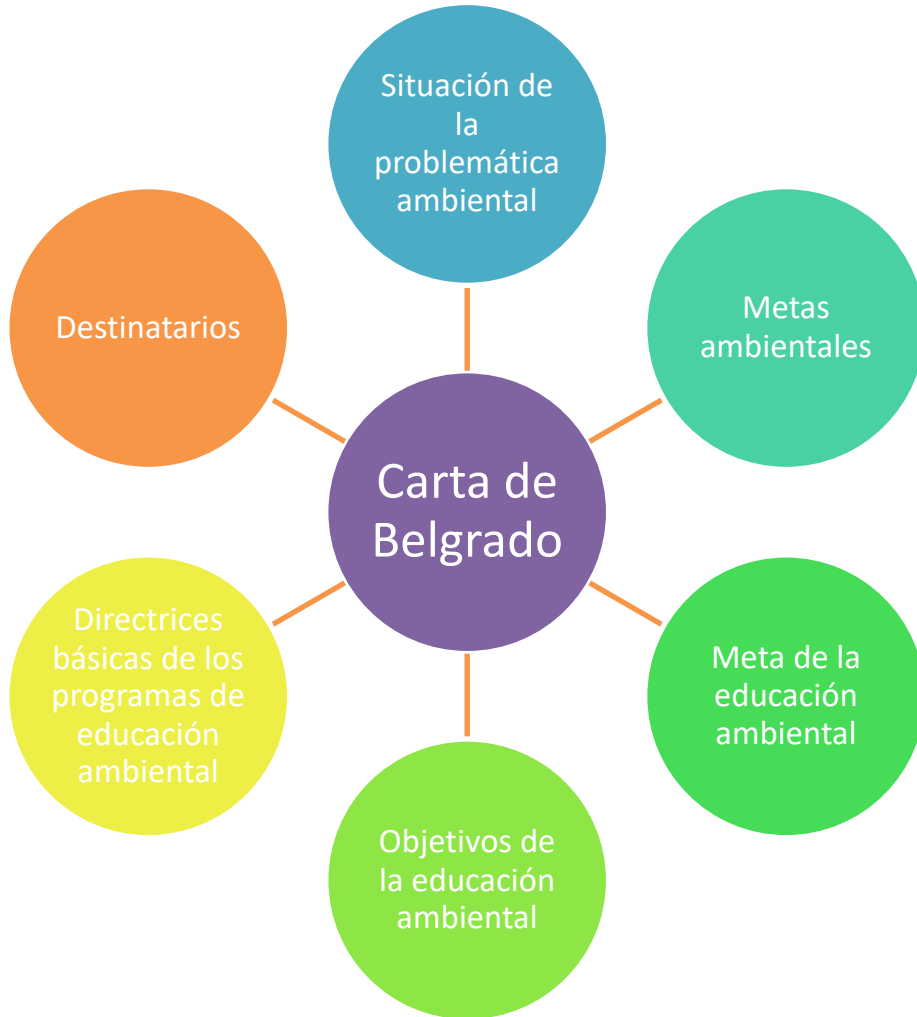 Situación de
la
problemática
ambiental
Metas
ambientales
Meta de la
educación
ambiental
Objetivos de
la educación
ambiental
Directrices
básicas de los
programas de
educación
ambiental
Destinatarios
Carta de
Belgrado